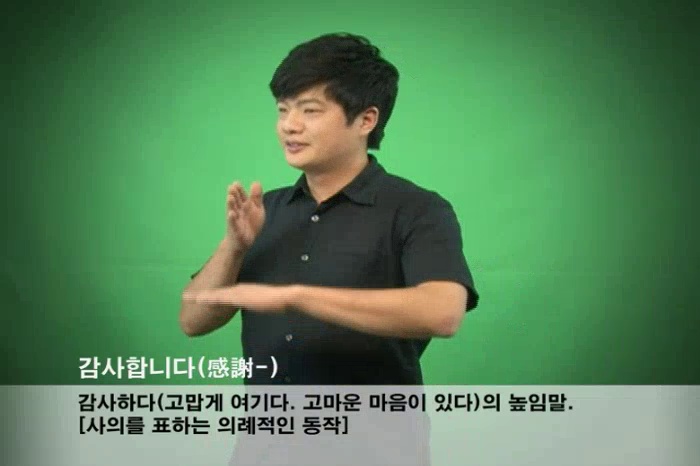 감사합니다(感謝-)
감사하다(고맙게 여기다. 고마운 마음이 있다)의 높임말.
[사의를 표하는 의례적인 동작]